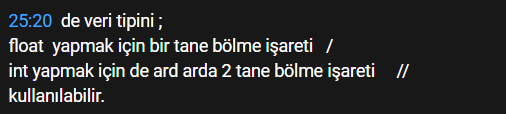 25:20 de veri tipini ;
float yapmak için bir tane bölme işareti /
int yapmak için de ard arda 2 tane bölme işareti //
kullanılabilir.